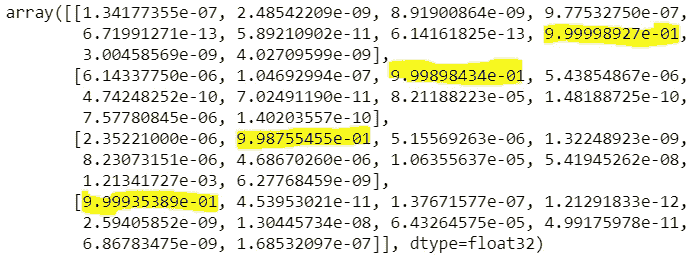 array([[1.34177355e-07, 2.48542209e-09, 8.91900864e-09, 9.77532750e-07,
6.71991271e-13, 5.89210902e-11, 6.14161825e-13, 9.99998927e-01,
3.00458569e-09, 4.02709599e-09],
[6.14337750e-06, 1.04692994e-07, 9.99898434e-01, 5.43854867e-06,
4.74248252e-10, 7.02491190e-11, 8.21188223e-05, 1.48188725e-10,
7.57780845e-06, 1.40203557e-10],
[2.35221000e-06, 9.98755455e-01, 5.15569263e-06, 1.32248923e-09,
8.23073151e-06, 4.68670260e-06, 1.06355637e-05, 5.41945262e-08,
1.21341727e-03, 6.27768459e-09],
[9.99935389e-01, 4.53953021e-11, 1.37671577e-07, 1.21291833e-12,
2.59405852e-09, 1.30445734e-08, 6.43264575e-05, 4.99175978e-11,
6.86783475e-09, 1.68532097e-07]], dtype=float32)